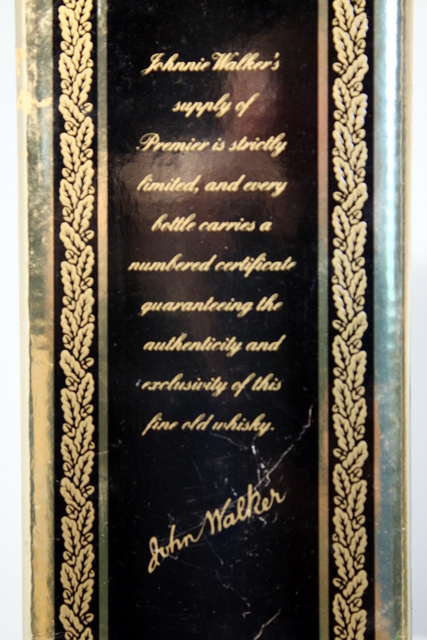 Johnnie Walker's
supply of
Premier is strictly
limited, and every
bottle carries a
numbered certificate
guaranteeing the
authenticity and
exclusivity of this
fine old whisky.
John Walker